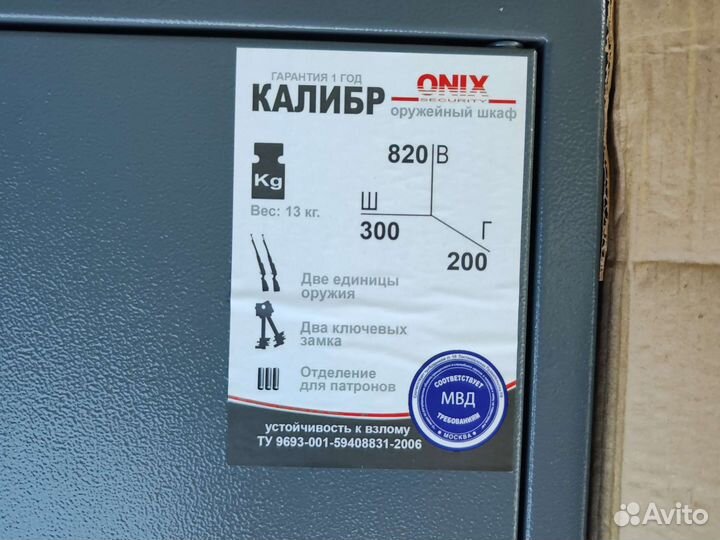 ГАРАНТИЯ 1 ГОД
КАЛИБР
ONIX
SECURITY
оружейный шкаф
820 В
Ш
300
Г
200
Kg
Вес: 13 кг.
Две единицы
оружия
Два ключевых
замка
Отделение
для патронов
СООТВЕТСТВУЕТ
МВД
ТРЕБОВАНИЯМ
МОСКВА
устойчивость к взлому
ТУ 9693-001-59408831-2006
Avito